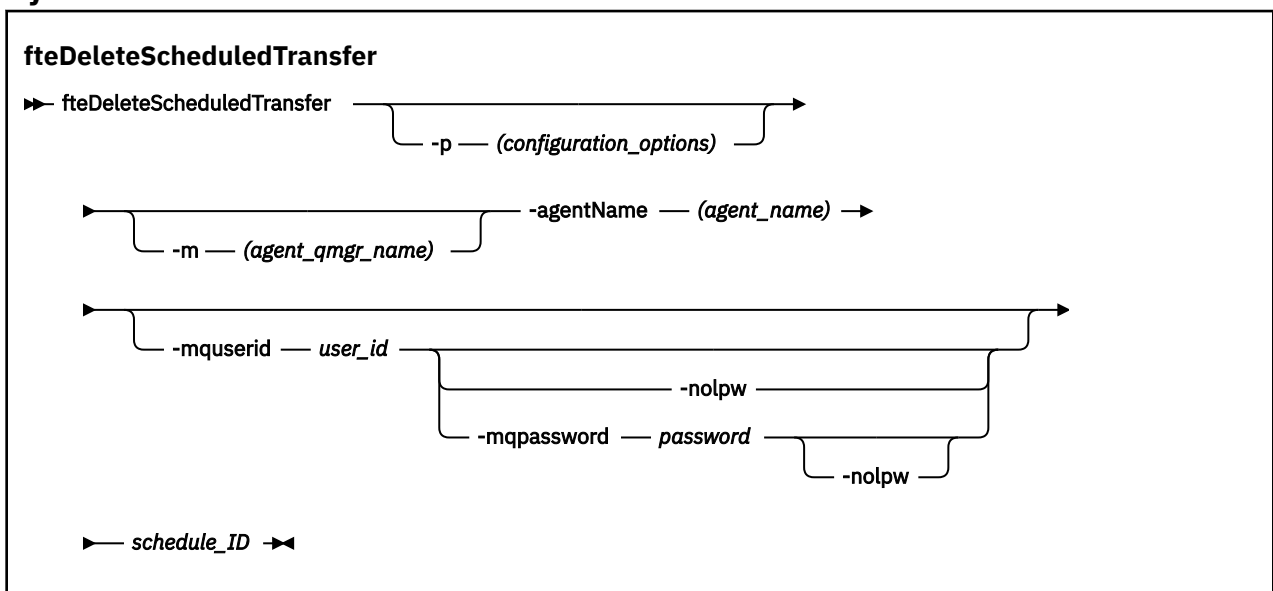 fteDeleteScheduledTransfer
fteDeleteScheduledTransfer
-p (configuration_options)
-agentName (agent_name)
-m (agent_qmgr_name)
-mquserid user_id
-nolpw
-mqpassword password
-nolpw
schedule_ID